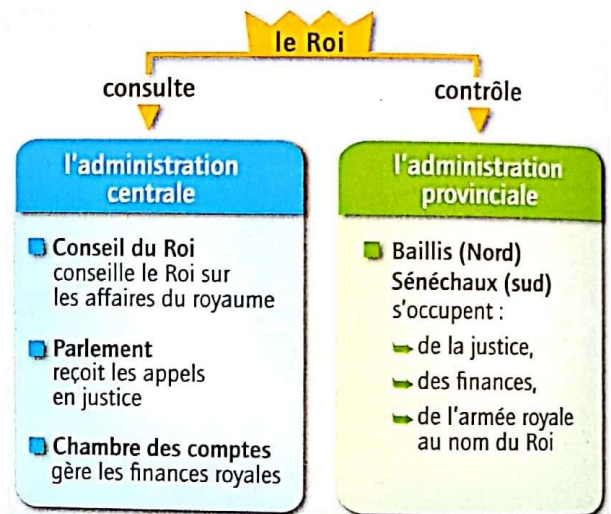 le Roi
consulte
contrôle
l'administration
centrale
Conseil du Roi
conseille le Roi sur
les affaires du royaume
Parlement
reçoit les appels
en justice
Chambre des comptes
gère les finances royales
l'administration
provinciale
Baillis (Nord)
Sénéchaux (sud)
s'occupent :
de la justice,
des finances,
de l'armée royale
au nom du Roi